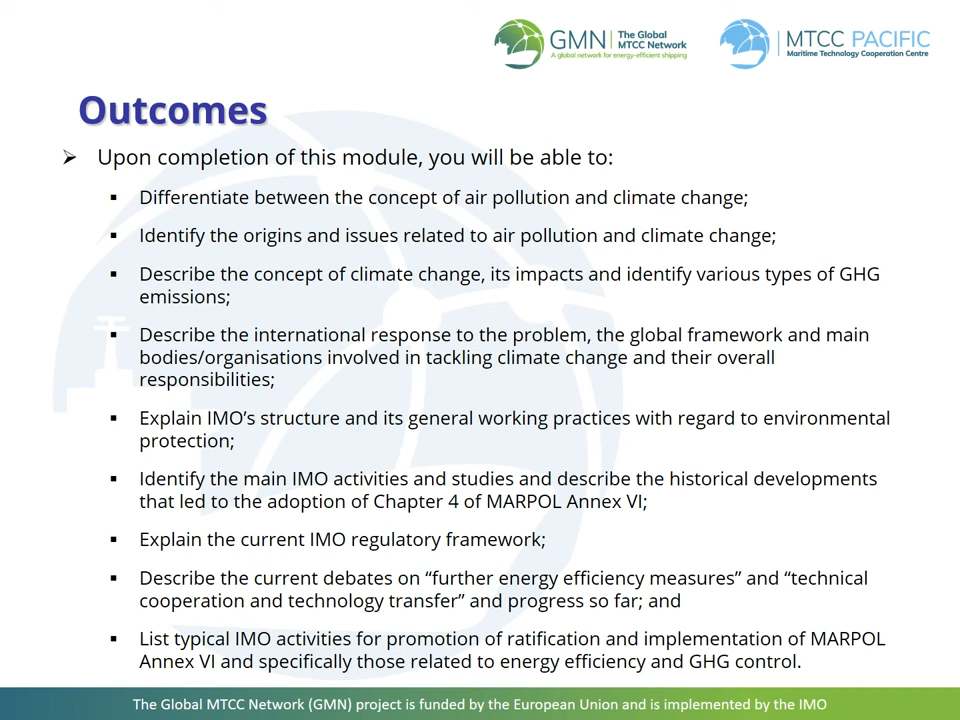 GMN
The Global
MTCC Network
A global network for energy-efficient shipping
MTCC PACIFIC
Maritime Technology Cooperation Centre
Outcomes
Upon completion of this module, you will be able to:
Differentiate between the concept of air pollution and climate change;
Identify the origins and issues related to air pollution and climate change;
Describe the concept of climate change, its impacts and identify various types of GHG
emissions;
Describe the international response to the problem, the global framework and main
bodies/organisations involved in tackling climate change and their overall
responsibilities;
Explain IMO’s structure and its general working practices with regard to environmental
protection;
Identify the main IMO activities and studies and describe the historical developments
that led to the adoption of Chapter 4 of MARPOL Annex VI;
Explain the current IMO regulatory framework;
Describe the current debates on “further energy efficiency measures” and “technical
cooperation and technology transfer” and progress so far; and
List typical IMO activities for promotion of ratification and implementation of MARPOL
Annex VI and specifically those related to energy efficiency and GHG control.
The Global MTCC Network (GMN) project is funded by the European Union and is implemented by the IMO